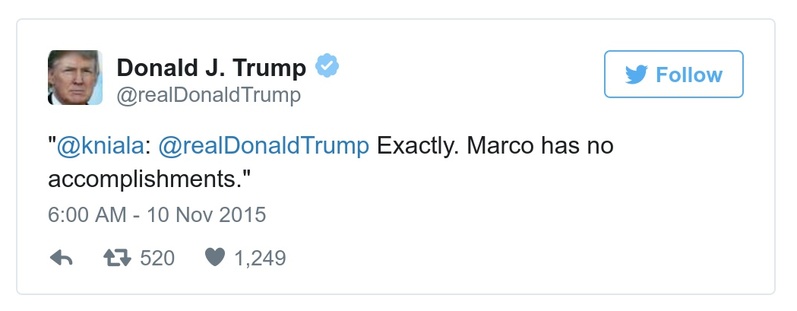 Donald J. Trump
@realDonaldTrump
Follow
"@kniala: @realDonaldTrump Exactly. Marco has no
accomplishments."
6:00 AM - 10 Nov 2015
520 1,249